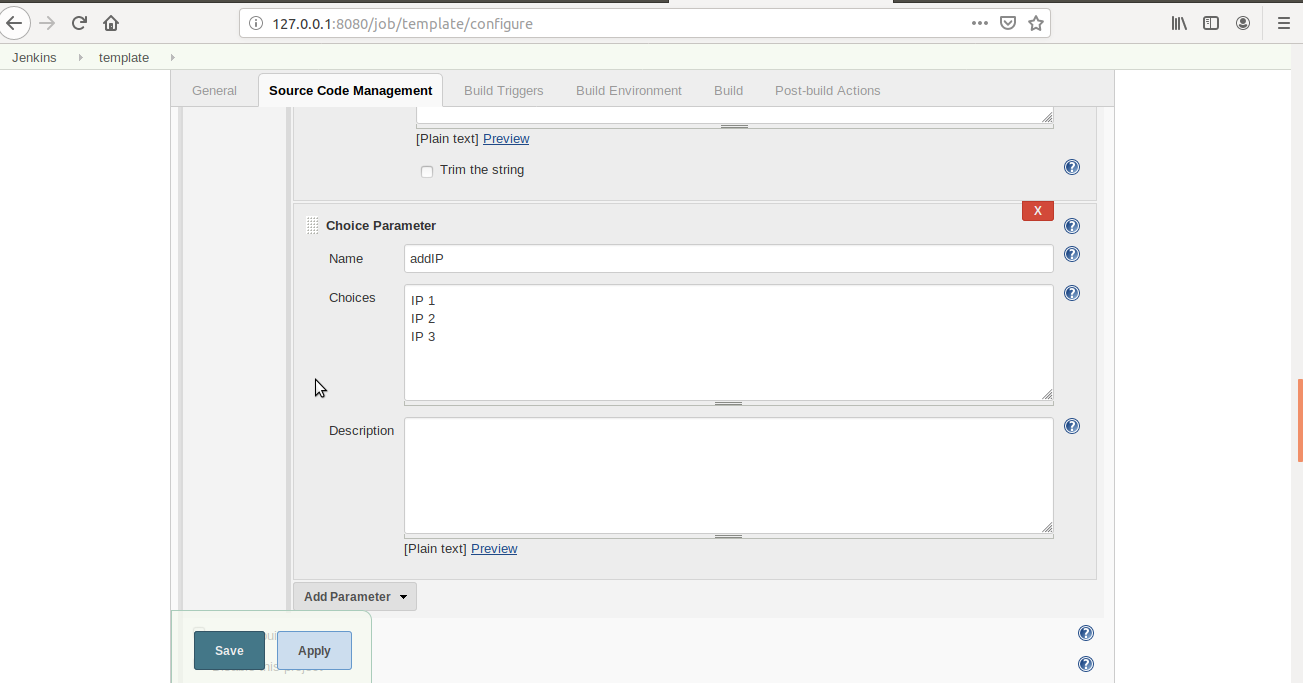 127.0.0.1:8080/job/template/configure
Jenkins template
General Source Code Management Build Triggers Build Environment Build Post-build Actions
[Plain text] Preview
Trim the string
X
Choice Parameter
Name addIP
Choices IP 1
IP 2
IP 3
Description
[Plain text] Preview
Add Parameter
Save Apply